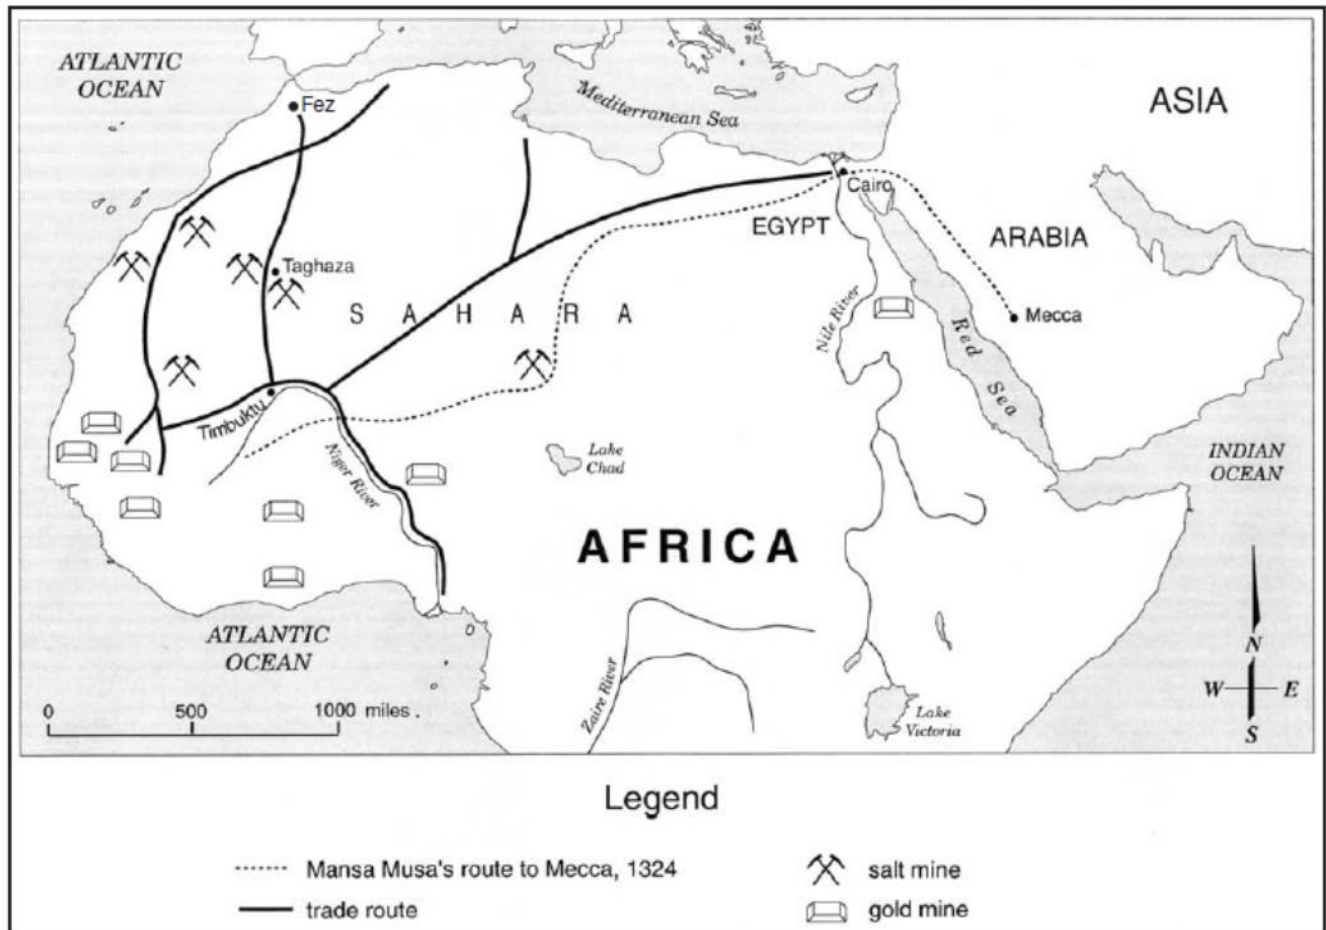 ATLANTIC
OCEAN
Fez
Mediterranean Sea
ASIA
Cairo
EGYPT
ARABIA
Taghaza
S A H A R A
Nile River
Mecca
Red Sea
Timbuktu
Niger River
Lake
Chad
INDIAN
OCEAN
AFRICA
ATLANTIC
OCEAN
Zaire River
Lake
Victoria
N
W E
S
0 500 1000 miles.
Legend
Mansa Musa's route to Mecca, 1324
salt mine
trade route
gold mine